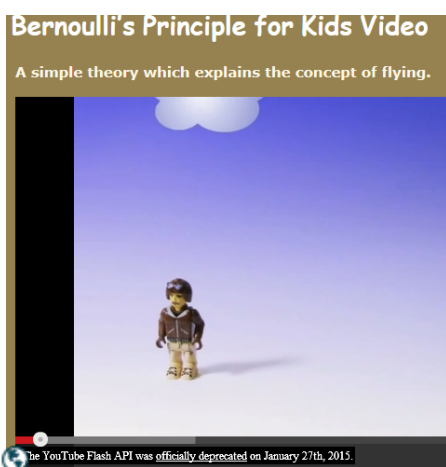 Bernoulli's Principle for Kids Video
A simple theory which explains the concept of flying.
The YouTube Flash API was officially deprecated on January 27th, 2015.